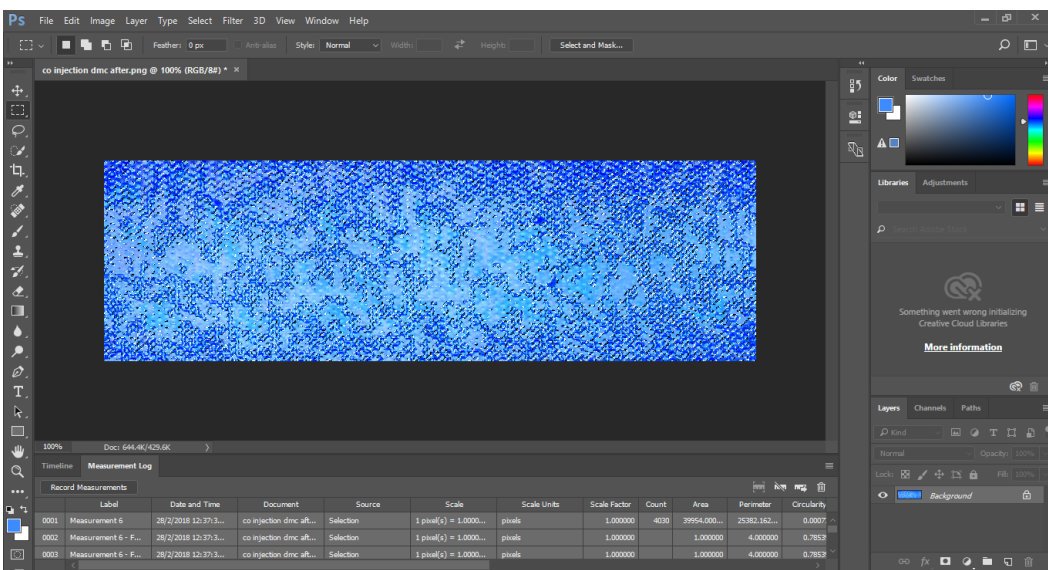 Ps File Edit Image Layer Type Select Filter 3D View Window Help
Feather: 0 px Anti-alias Style: Normal Width: Height: Select and Mask...
co injection dmc after.png @ 100% (RGB/8#) * ×
Color Swatches
Libraries Adjustments
Search Adobe Stock
Something went wrong initializing
Creative Cloud Libraries
More information
Layers Channels Paths
Kind
Normal Opacity: 100%
Lock: Fill: 100%
Background
100% Doc: 644.4K/429.6K
Timeline Measurement Log
Record Measurements
Label Date and Time Document Source Scale Scale Units Scale Factor Count Area Perimeter Circularity
0001 Measurement 6 28/2/2018 12:37:3... co injection dmc aft... Selection 1 pixel(s) = 1.0000... pixels 1.000000 4030 39954.000... 25382.162... 0.0007
0002 Measurement 6 - F... 28/2/2018 12:37:3... co injection dmc aft... Selection 1 pixel(s) = 1.0000... pixels 1.000000 1.000000 4.000000 0.7853
0003 Measurement 6 - F... 28/2/2018 12:37:3... co injection dmc aft... Selection 1 pixel(s) = 1.0000... pixels 1.000000 1.000000 4.000000 0.7853